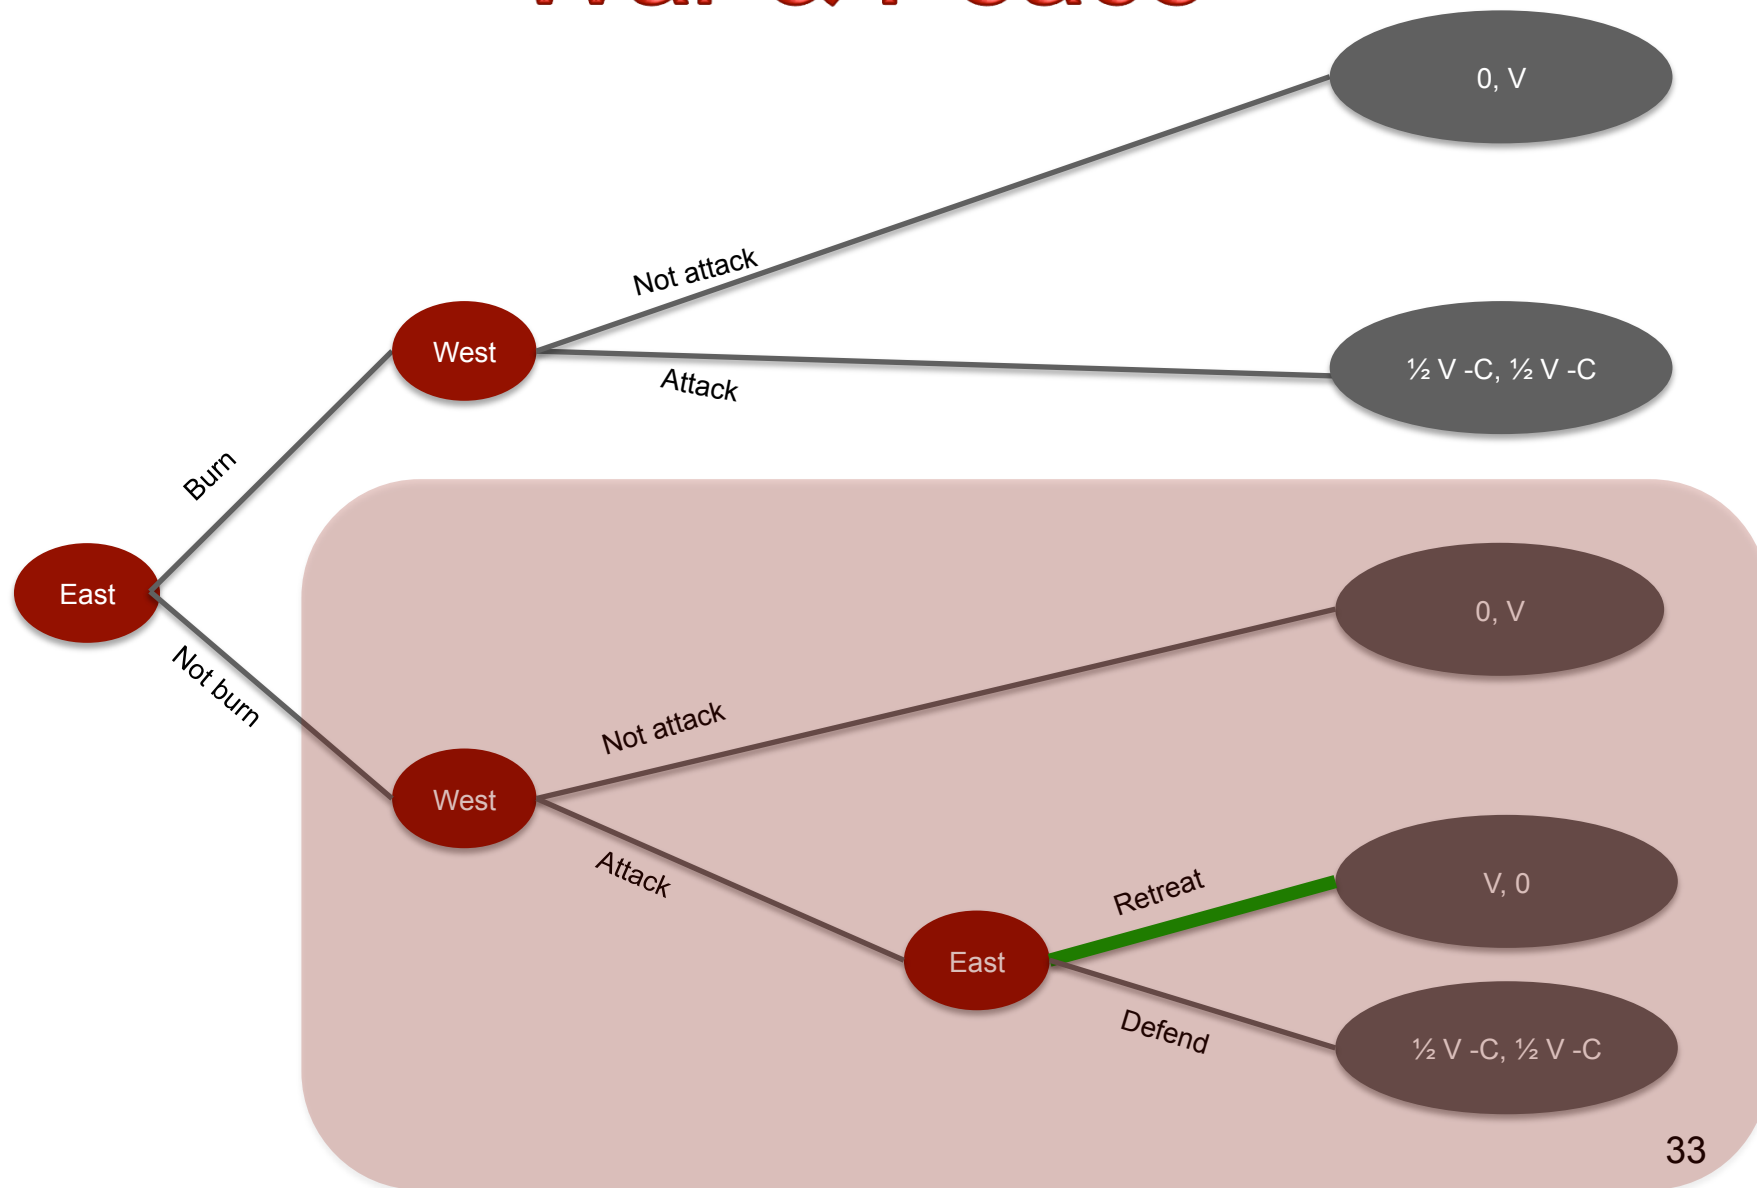 0, V
Not attack
West
½ V -C, ½ V -C
Attack
Burn
East
0, V
Not burn
Not attack
West
Attack
Retreat
V, 0
East
Defend
½ V -C, ½ V -C
33